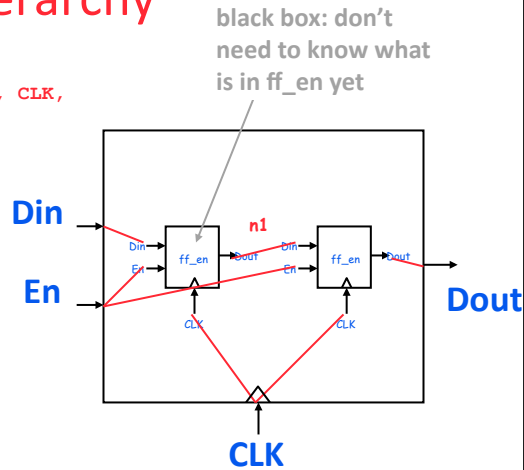 erarchy
black box: don't
need to know what
is in ff_en yet
, CLK,
Din
En
Din
En
ff_en
Dout
CLK
n1
Din
En
ff_en
Dout
CLK
Dout
CLK